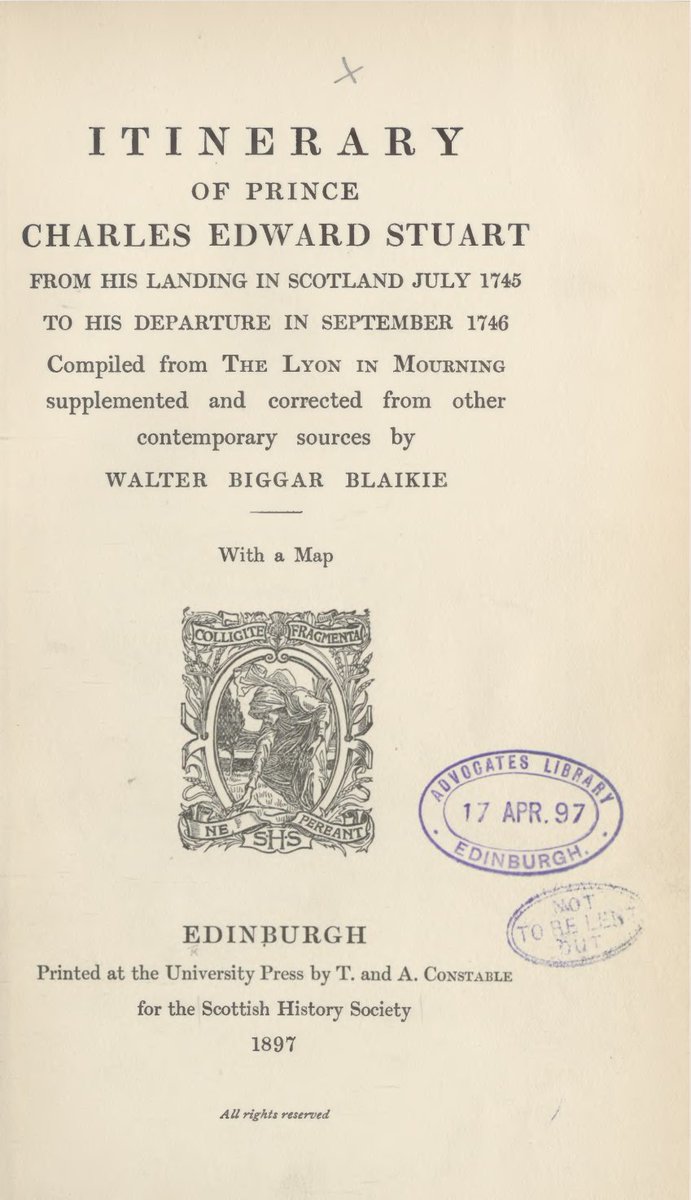 ITINERARY
OF PRINCE
CHARLES EDWARD STUART
FROM HIS LANDING IN SCOTLAND JULY 1745
TO HIS DEPARTURE IN SEPTEMBER 1746
Compiled from THE LYON IN MOURNING
supplemented and corrected from other
contemporary sources by
WALTER BIGGAR BLAIKIE
With a Map
COLLIGITE FRAGMENTA
NE PEREANT
SHS
ADVOCATES LIBRARY
17 APR. 97
EDINBURGH.
NOT
TO BE LENT
OUT
EDINBURGH
Printed at the University Press by T. and A. CONSTABLE
for the Scottish History Society
1897
All rights reserved